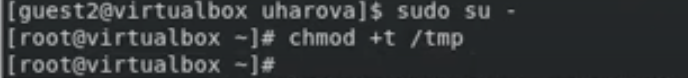 [guest2@virtualbox uharova]$ sudo su -
[root@virtualbox ~]# chmod +t /tmp
[root@virtualbox ~]#